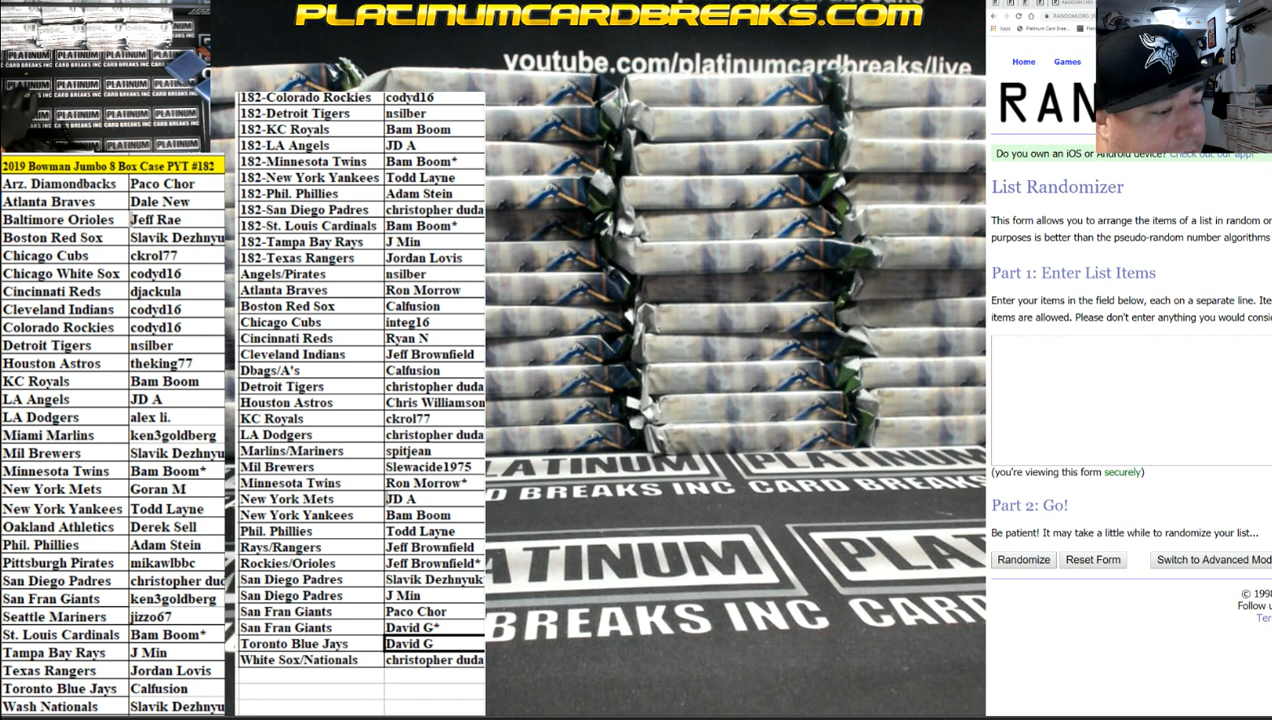 PLATINUMCARDBREAKS.COM
youtube.com/platinumcardbreaks/live
2019 Bowman Jumbo 8 Box Case PYT #182
Arz. Diamondbacks Paco Chor
Atlanta Braves Dale New
Baltimore Orioles Jeff Rae
Boston Red Sox Slavik Dezhnyu
Chicago Cubs ckrol77
Chicago White Sox codyd16
Cincinnati Reds djackula
Cleveland Indians codyd16
Colorado Rockies codyd16
Detroit Tigers nsilber
Houston Astros theking77
KC Royals Bam Boom
LA Angels JD A
LA Dodgers alex li.
Miami Marlins ken3goldberg
Mil Brewers Slavik Dezhnyu
Minnesota Twins Bam Boom*
New York Mets Goran M
New York Yankees Todd Layne
Oakland Athletics Derek Sell
Phil. Phillies Adam Stein
Pittsburgh Pirates mikawlbbc
San Diego Padres christopher dud
San Fran Giants ken3goldberg
Seattle Mariners jizzo67
St. Louis Cardinals Bam Boom*
Tampa Bay Rays J Min
Texas Rangers Jordan Lovis
Toronto Blue Jays Calfusion
Wash Nationals Slavik Dezhnyu
182-Colorado Rockies codyd16
182-Detroit Tigers nsilber
182-KC Royals Bam Boom
182-LA Angels JD A
182-Minnesota Twins Bam Boom*
182-New York Yankees Todd Layne
182-Phil. Phillies Adam Stein
182-San Diego Padres christopher duda
182-St. Louis Cardinals Bam Boom*
182-Tampa Bay Rays J Min
182-Texas Rangers Jordan Lovis
Angels/Pirates nsilber
Atlanta Braves Ron Morrow
Boston Red Sox Calfusion
Chicago Cubs integ16
Cincinnati Reds Ryan N
Cleveland Indians Jeff Brownfield
Dbags/A's Calfusion
Detroit Tigers christopher duda
Houston Astros Chris Williamson
KC Royals ckrol77
LA Dodgers christopher duda
Marlins/Mariners spitjean
Mil Brewers Slewacide1975
Minnesota Twins Ron Morrow*
New York Mets JD A
New York Yankees Bam Boom
Phil. Phillies Todd Layne
Rays/Rangers Jeff Brownfield
Rockies/Orioles Jeff Brownfield*
San Diego Padres Slavik Dezhnyuk
San Diego Padres J Min
San Fran Giants Paco Chor
San Fran Giants David G*
Toronto Blue Jays David G
White Sox/Nationals christopher duda
LATINUM PLATINUM
D BREAKS INC CARD BREAKS
ATINUM PLA
BREAKS INC CARD
Home Games
RAN
Do you own an iOS or Android device? Check out our app!
List Randomizer
This form allows you to arrange the items of a list in random or
purposes is better than the pseudo-random number algorithms
Part 1: Enter List Items
Enter your items in the field below, each on a separate line. Ite
items are allowed. Please don't enter anything you would consi
(you're viewing this form securely)
Part 2: Go!
Be patient! It may take a little while to randomize your list...
Randomize Reset Form Switch to Advanced Mod
© 1998
Follow u
Ter